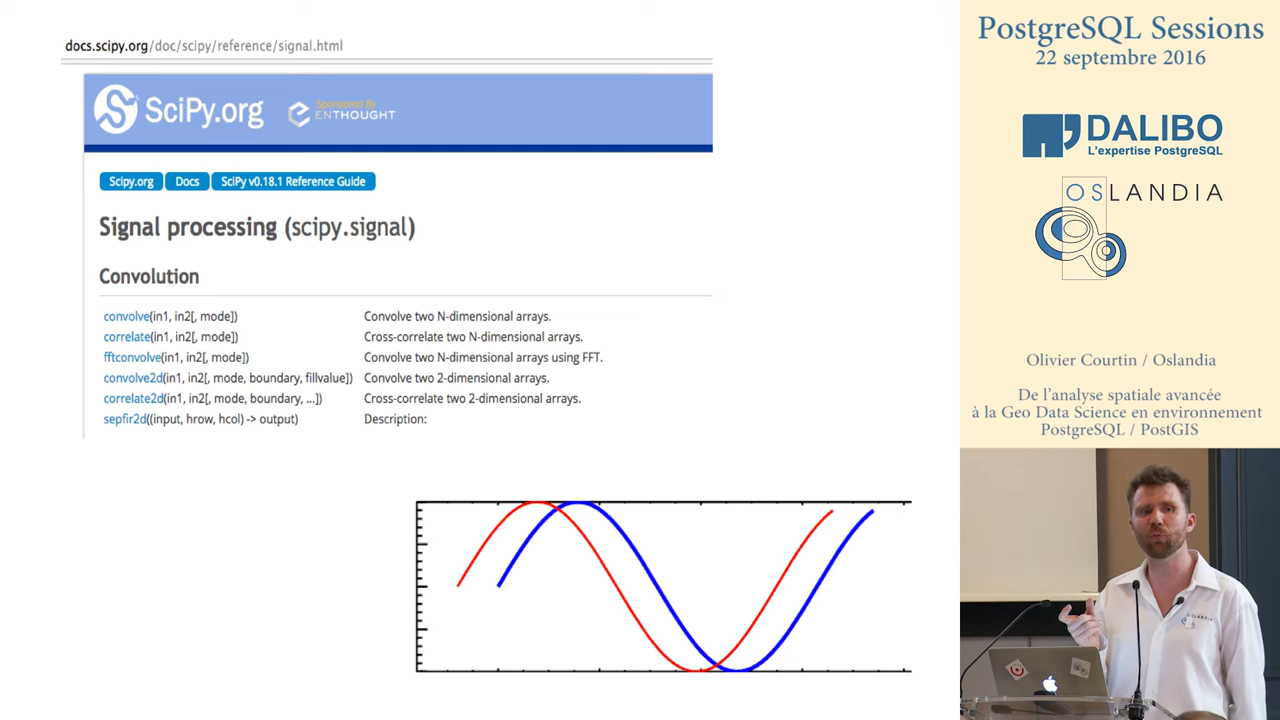 docs.scipy.org/doc/scipy/reference/signal.html
SciPy.org
Sponsored By
ENTHOUGHT
Scipy.org Docs SciPy v0.18.1 Reference Guide
Signal processing (scipy.signal)
Convolution
convolve(in1, in2[, mode]) Convolve two N-dimensional arrays.
correlate(in1, in2[, mode]) Cross-correlate two N-dimensional arrays.
fftconvolve(in1, in2[, mode]) Convolve two N-dimensional arrays using FFT.
convolve2d(in1, in2[, mode, boundary, fillvalue]) Convolve two 2-dimensional arrays.
correlate2d(in1, in2[, mode, boundary, ...]) Cross-correlate two 2-dimensional arrays.
sepfir2d((input, hrow, hcol) -> output) Description:
PostgreSQL Sessions
22 septembre 2016
DALIBO
L'expertise PostgreSQL
OSLANDIA
Olivier Courtin / Oslandia
De l'analyse spatiale avancée
à la Geo Data Science en environnement
PostgreSQL / PostGIS
OSLANDIA